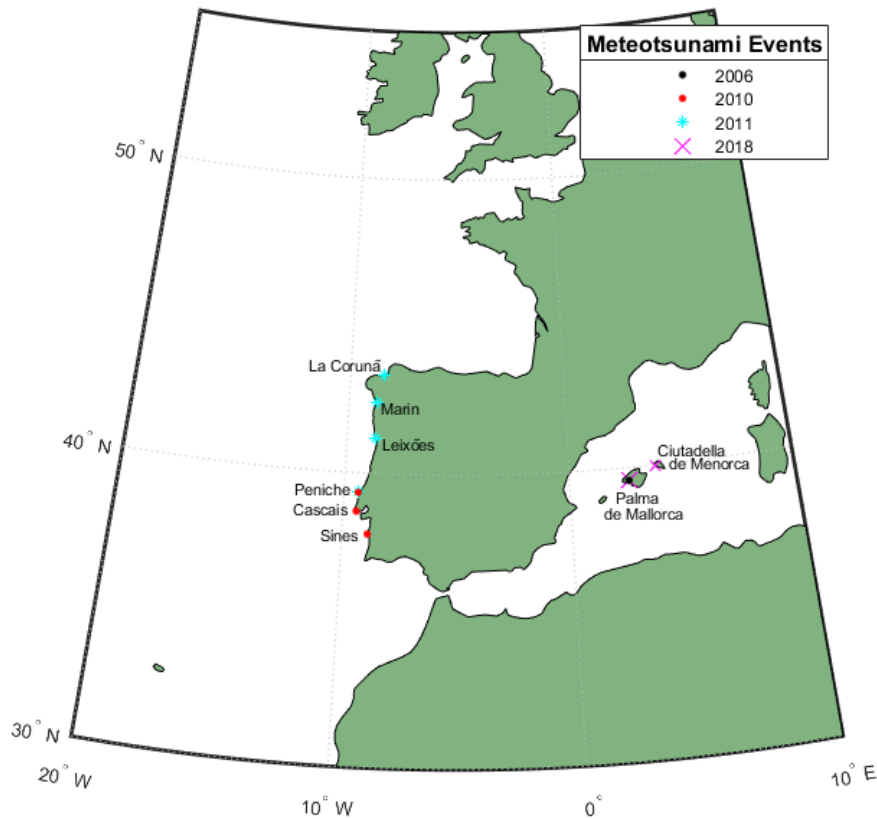 Meteotsunami Events
2006
2010
2011
2018
50° N
La Corunã
Marin
Leixões
40° N
Ciutadella
de Menorca
Peniche
Palma
de Mallorca
Cascais
Sines
30° N
20° W
10° W
0°
10° E